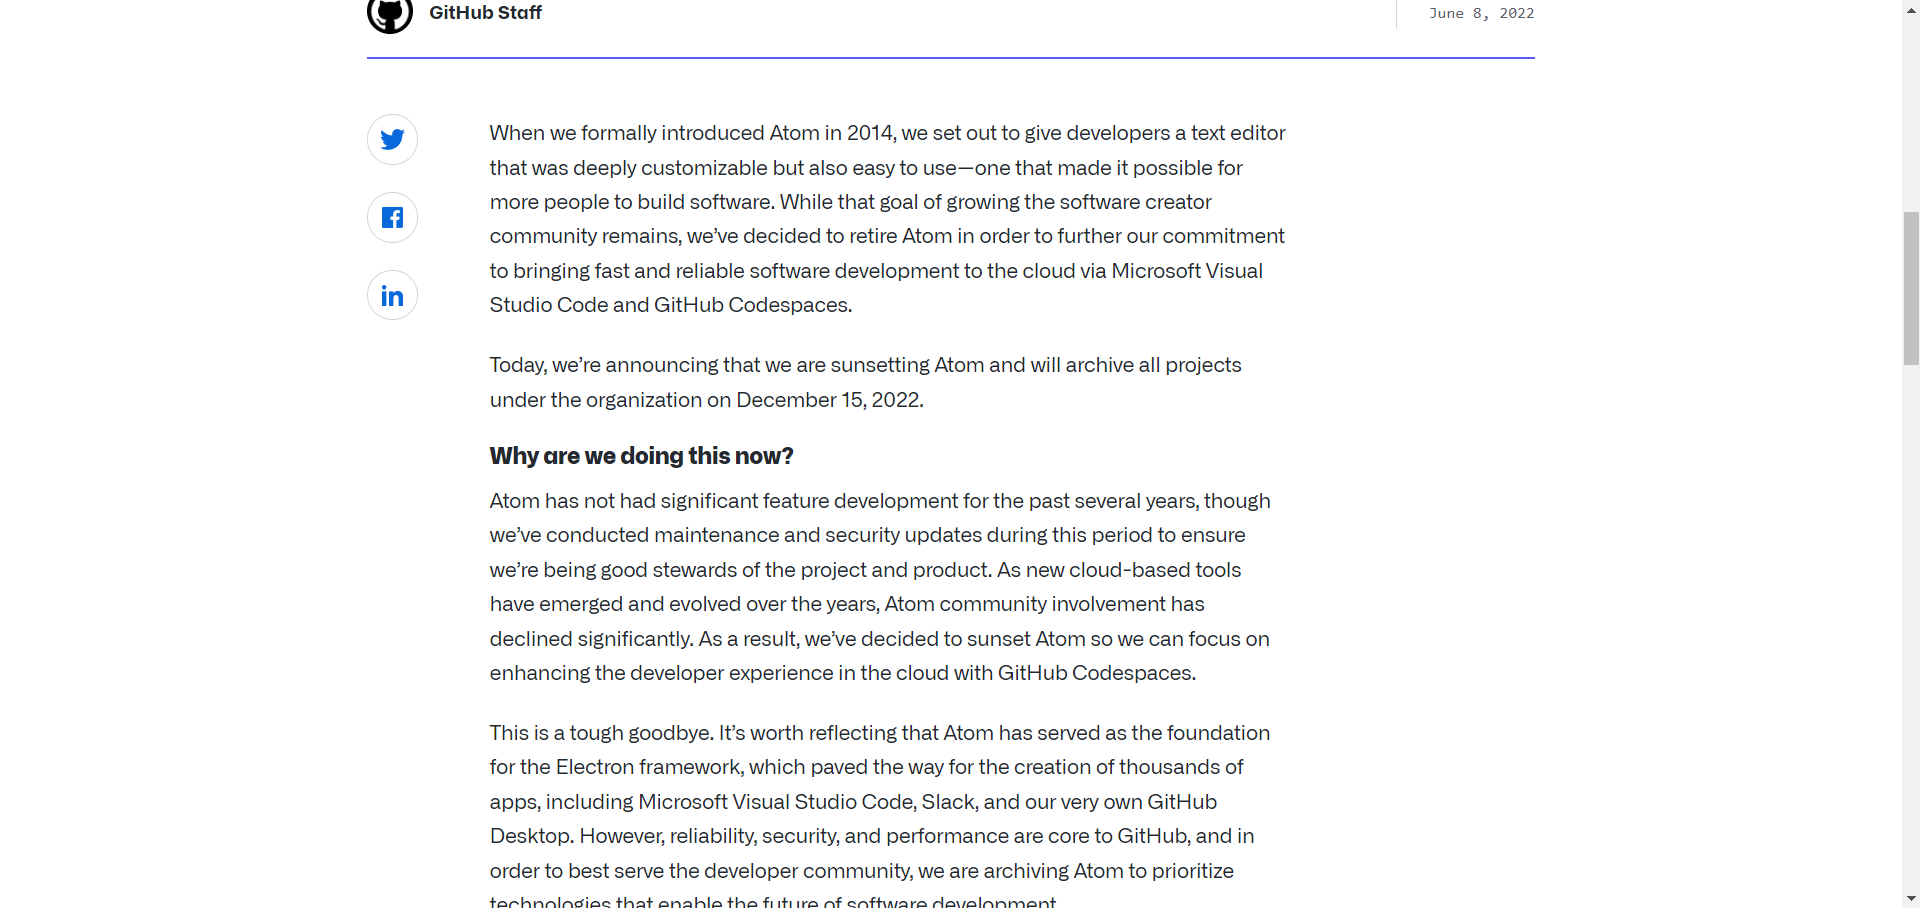 GitHub Staff
June 8, 2022
When we formally introduced Atom in 2014, we set out to give developers a text editor
that was deeply customizable but also easy to use—one that made it possible for
more people to build software. While that goal of growing the software creator
community remains, we’ve decided to retire Atom in order to further our commitment
to bringing fast and reliable software development to the cloud via Microsoft Visual
Studio Code and GitHub Codespaces.
Today, we’re announcing that we are sunsetting Atom and will archive all projects
under the organization on December 15, 2022.
Why are we doing this now?
Atom has not had significant feature development for the past several years, though
we’ve conducted maintenance and security updates during this period to ensure
we’re being good stewards of the project and product. As new cloud-based tools
have emerged and evolved over the years, Atom community involvement has
declined significantly. As a result, we’ve decided to sunset Atom so we can focus on
enhancing the developer experience in the cloud with GitHub Codespaces.
This is a tough goodbye. It’s worth reflecting that Atom has served as the foundation
for the Electron framework, which paved the way for the creation of thousands of
apps, including Microsoft Visual Studio Code, Slack, and our very own GitHub
Desktop. However, reliability, security, and performance are core to GitHub, and in
order to best serve the developer community, we are archiving Atom to prioritize
technologies that enable the future of software development.